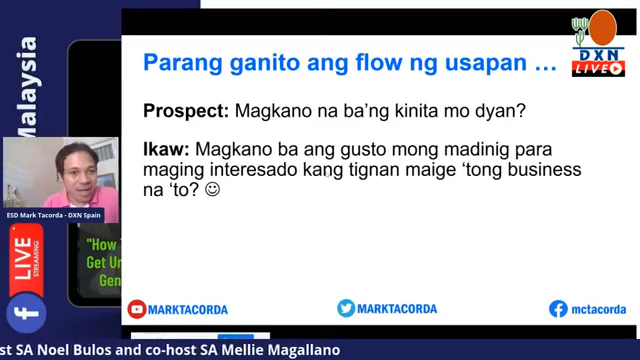 Parang ganito ang flow ng usapan ...
DXN
LIVE
Malaysia
Prospect: Magkano na ba'ng kinita mo dyan?
Ikaw: Magkano ba ang gusto mong madinig para
maging interesado kang tignan maige 'tong business
na 'to? ☺
ESD Mark Tacorda - DXN Spain
LIVE
STREAMING
"How
Get
Gen
MARKTACORDA
MARKTACORDA
mctacorda
st SA Noel Bulos and co-host SA Mellie Magallano